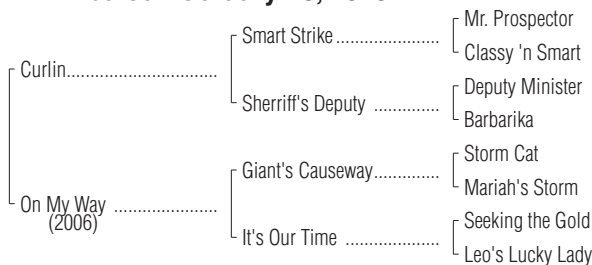 Mr. Prospector
Smart Strike
Classy 'n Smart
Curlin
Deputy Minister
Sherriff's Deputy
Barbarika
Storm Cat
Giant's Causeway
Mariah's Storm
On My Way
(2006)
Seeking the Gold
It's Our Time
Leo's Lucky Lady